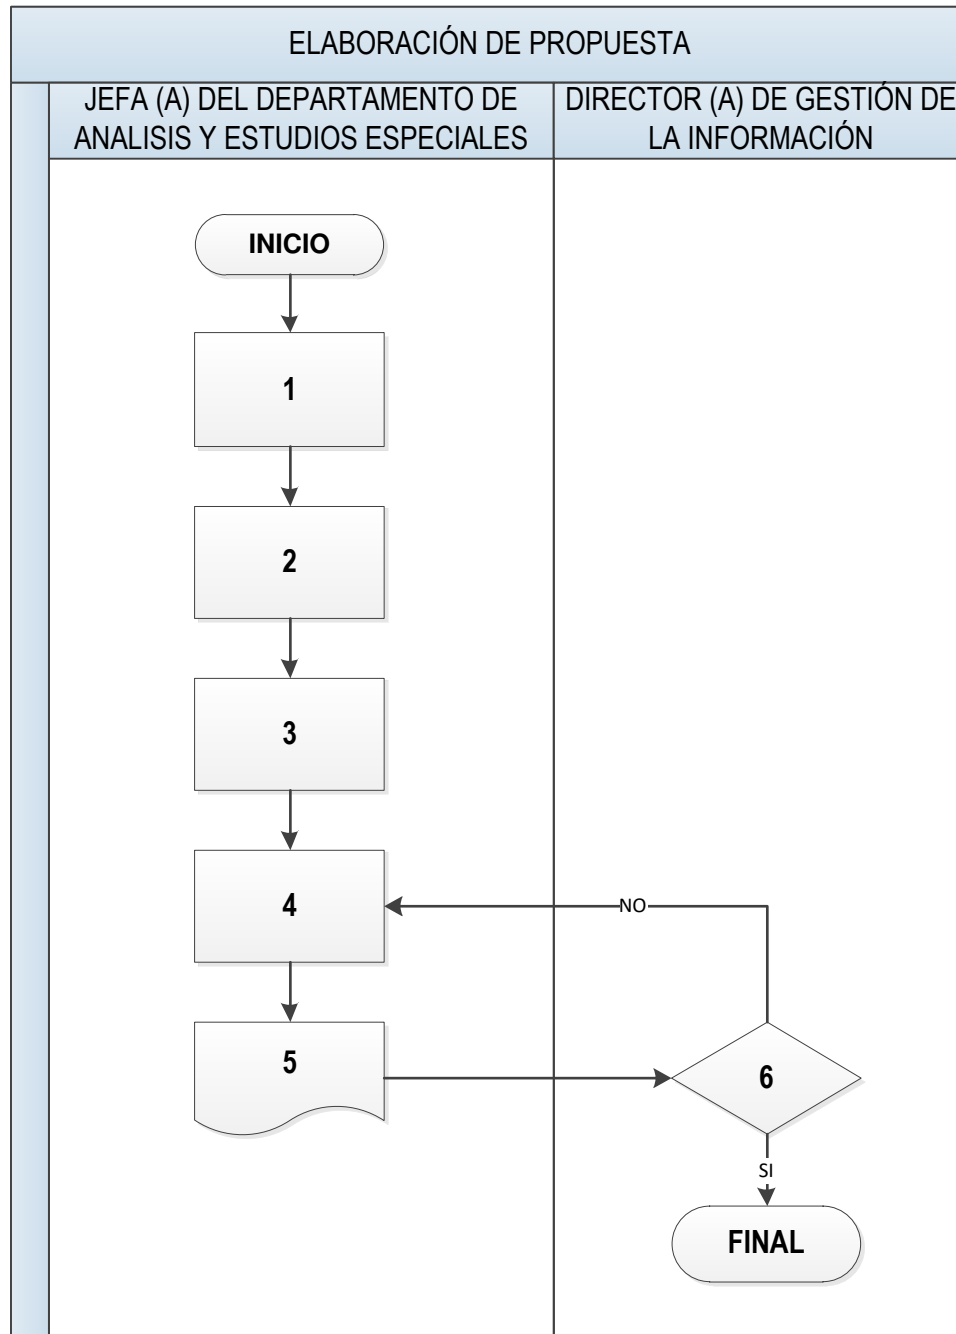 ELABORACIÓN DE PROPUESTA
JEFA (A) DEL DEPARTAMENTO DE
ANALISIS Y ESTUDIOS ESPECIALES
DIRECTOR (A) DE GESTIÓN DE
LA INFORMACIÓN
INICIO
1
2
3
4
NO
5
6
SI
FINAL